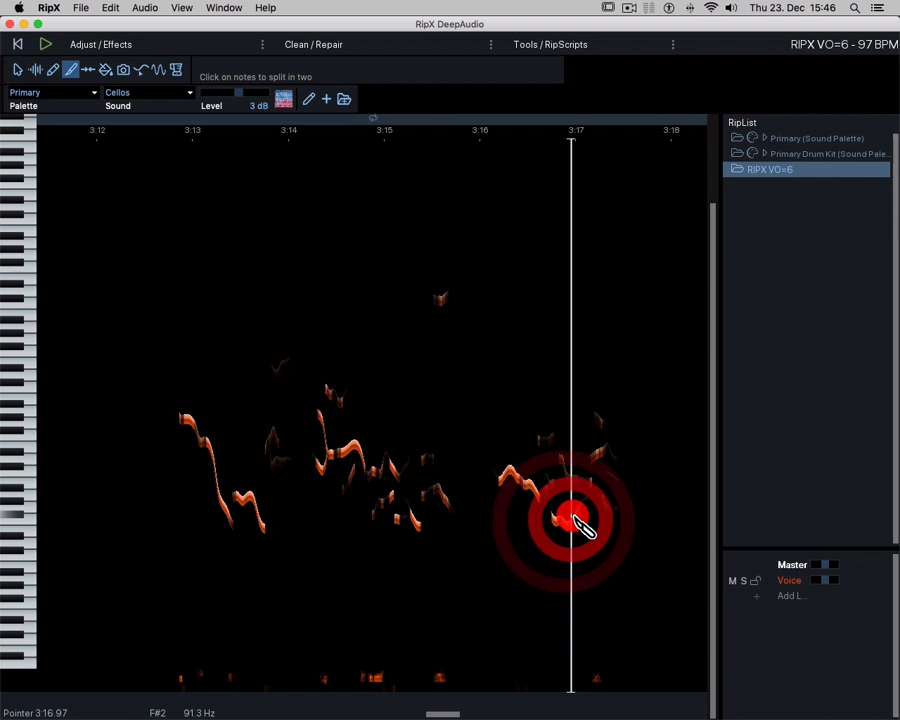 RipX File Edit Audio View Window Help Thu 23. Dec 15:46
RipX DeepAudio
Adjust / Effects Clean / Repair Tools / RipScripts RIPX VO=6 - 97 BPM
Click on notes to split in two
Primary Cellos
Palette Sound Level 3 dB
3:12 3:13 3:14 3:15 3:16 3:17 3:18
RipList
Primary (Sound Palette)
Primary Drum Kit (Sound Pale...
RIPX VO=6
Master
M S Voice
+ Add L...
Pointer 3:16.97 F#2 91.3 Hz